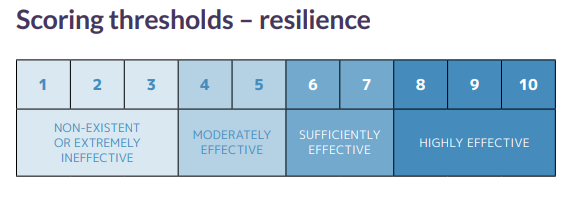 Scoring thresholds – resilience
1 2 3 4 5 6 7 8 9 10
NON-EXISTENT
OR EXTREMELY
INEFFECTIVE
MODERATELY
EFFECTIVE
SUFFICIENTLY
EFFECTIVE
HIGHLY EFFECTIVE